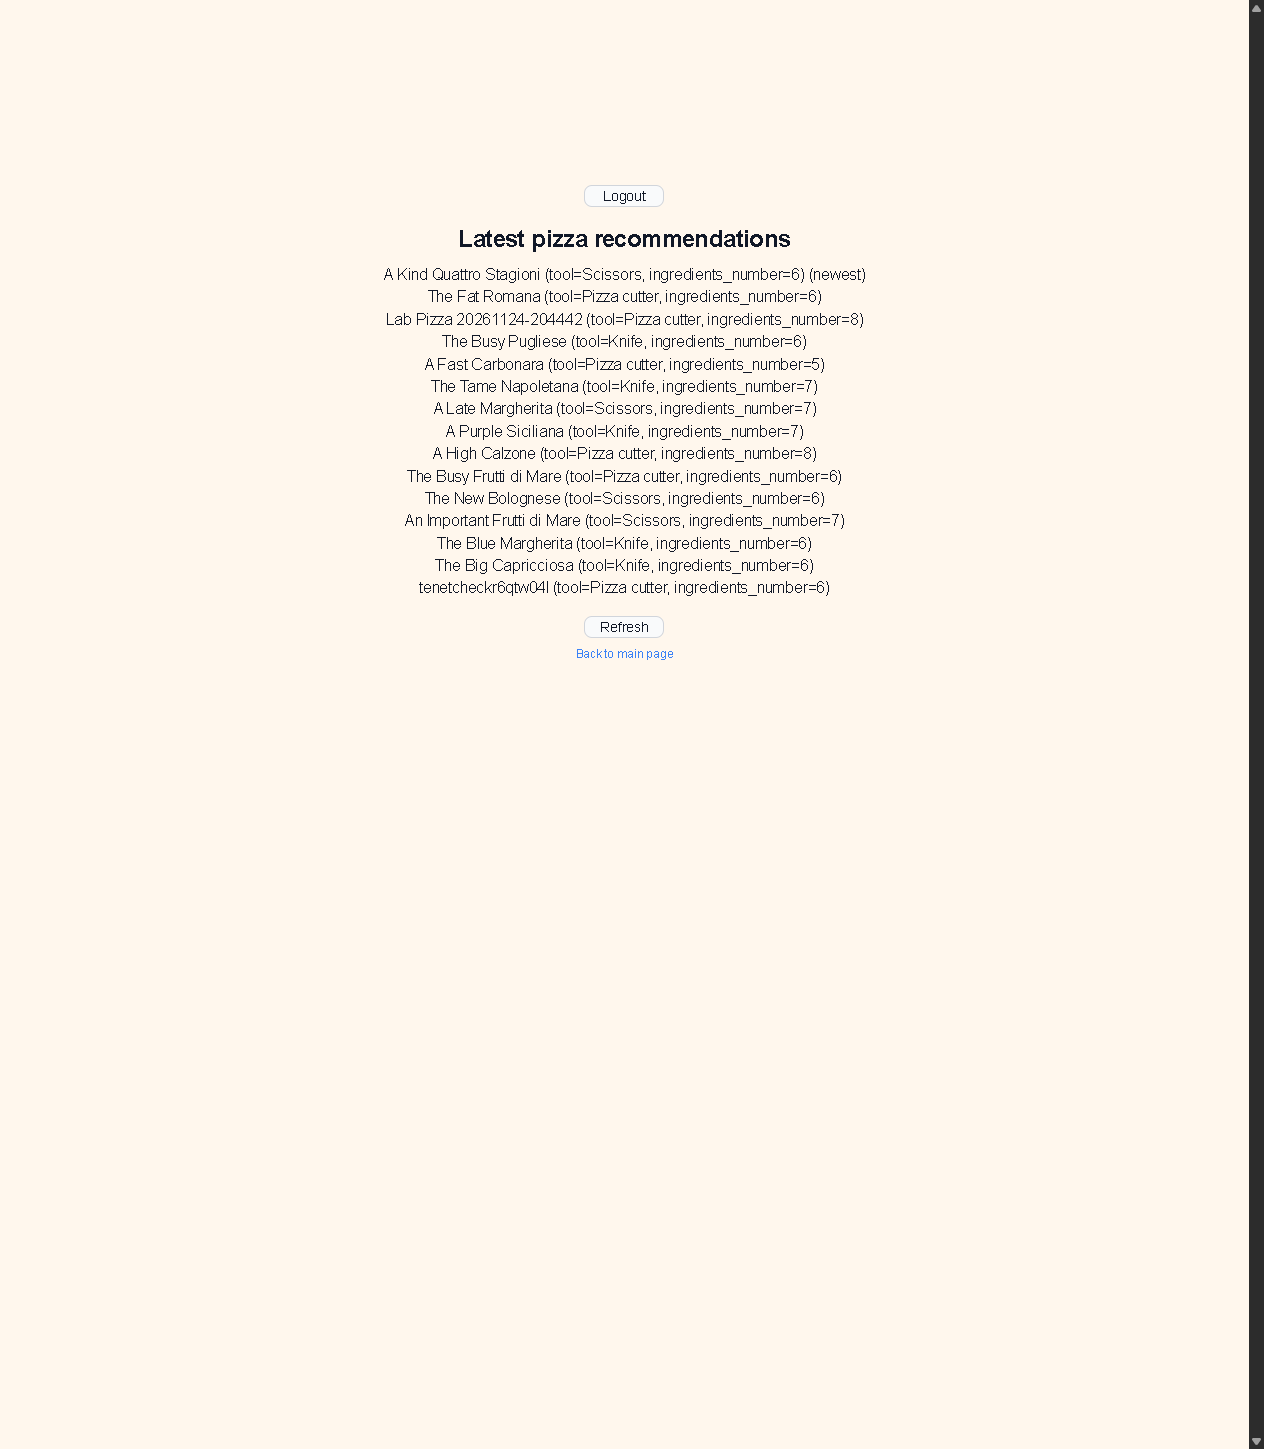 Logout
Latest pizza recommendations
A Kind Quattro Stagioni (tool=Scissors, ingredients_number=6) (newest)
The Fat Romana (tool=Pizza cutter, ingredients_number=6)
Lab Pizza 20261124-204442 (tool=Pizza cutter, ingredients_number=8)
The Busy Pugliese (tool=Knife, ingredients_number=6)
A Fast Carbonara (tool=Pizza cutter, ingredients_number=5)
The Tame Napoletana (tool=Knife, ingredients_number=7)
A Late Margherita (tool=Scissors, ingredients_number=7)
A Purple Siciliana (tool=Knife, ingredients_number=7)
A High Calzone (tool=Pizza cutter, ingredients_number=8)
The Busy Frutti di Mare (tool=Pizza cutter, ingredients_number=6)
The New Bolognese (tool=Scissors, ingredients_number=6)
An Important Frutti di Mare (tool=Scissors, ingredients_number=7)
The Blue Margherita (tool=Knife, ingredients_number=6)
The Big Capricciosa (tool=Knife, ingredients_number=6)
tenetcheckr6qtw04l (tool=Pizza cutter, ingredients_number=6)
Refresh
Back to main page